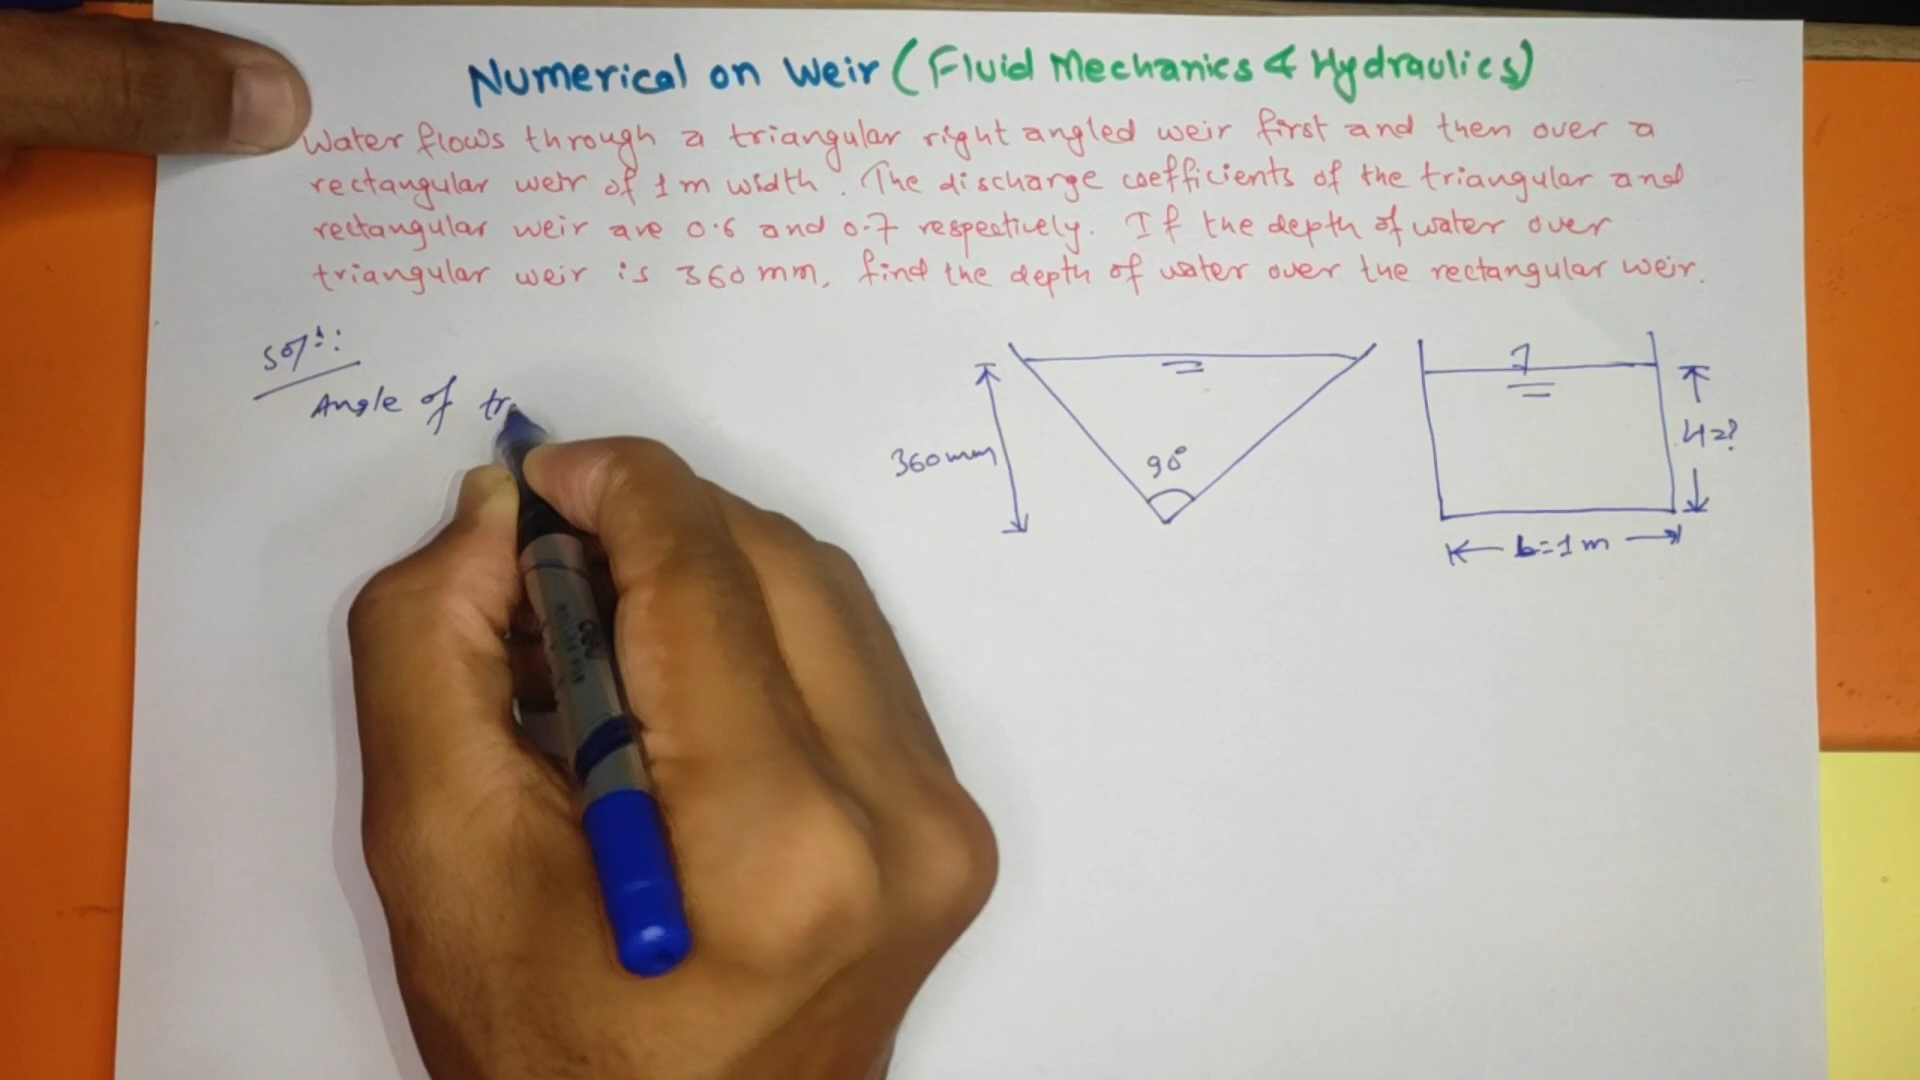 Numerical on Weir (Fluid Mechanics & Hydraulics)
Water flows through a triangular right angled weir first and then over a
rectangular weir of 1 m width. The discharge coefficients of the triangular and
rectangular weir are 0.6 and 0.7 respectively. If the depth of water over
triangular weir is 360 mm, find the depth of water over the rectangular weir.
Solⁿ:
Angle of tr
360 mm
90°
H=?
b=1 m